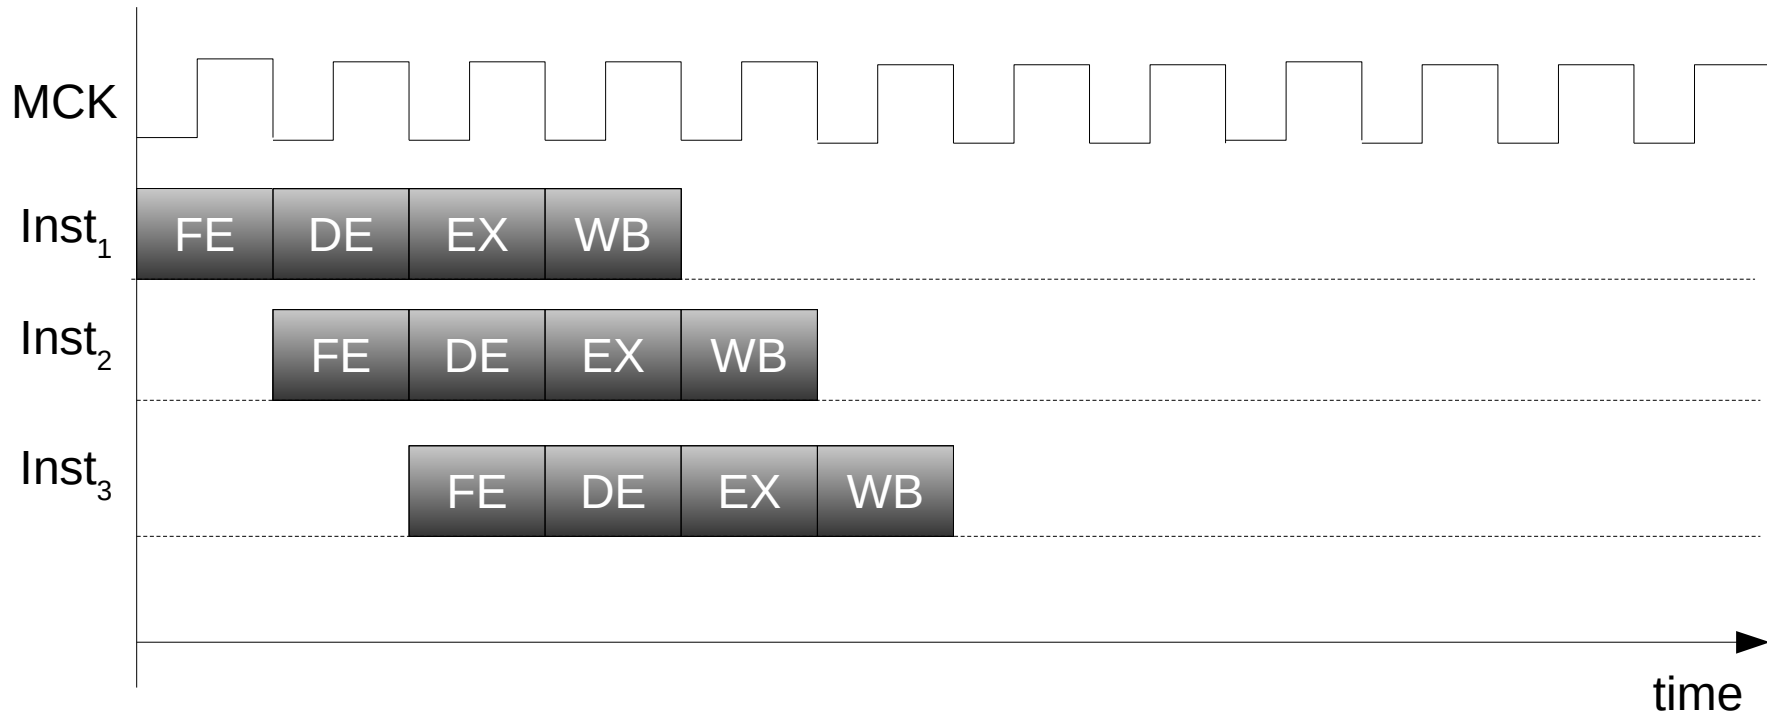 MCK
Inst1 FE DE EX WB
Inst2 FE DE EX WB
Inst3 FE DE EX WB
time